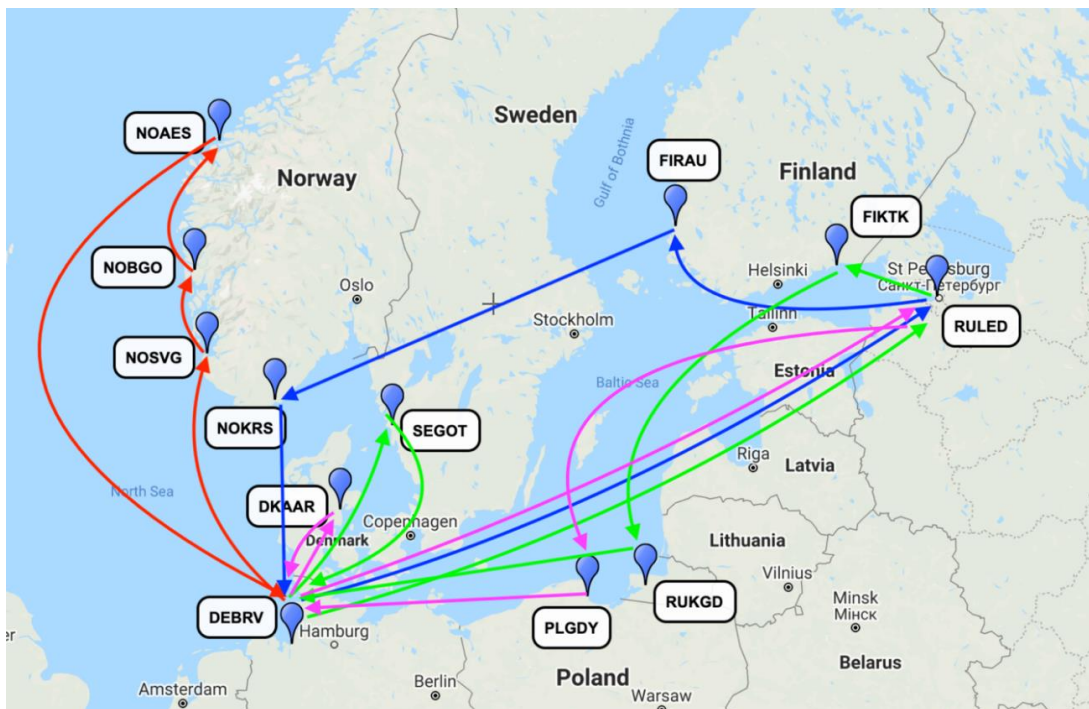 Sweden
NOAES
Norway
Gulf of Bothnia
FIRAU
Finland
FIKTK
NOBGO
Oslo
Helsinki
St Petersburg
Санкт-Петербург
NOSVG
Stockholm
Tallinn
RULED
Estonia
Baltic Sea
NOKRS
SEGOT
Riga
Latvia
North Sea
DKAAR
Copenhagen
Denmark
Lithuania
Vilnius
DEBRV
Hamburg
PLGDY
RUKGD
Minsk
Мінск
Belarus
Poland
Berlin
Amsterdam
Warsaw